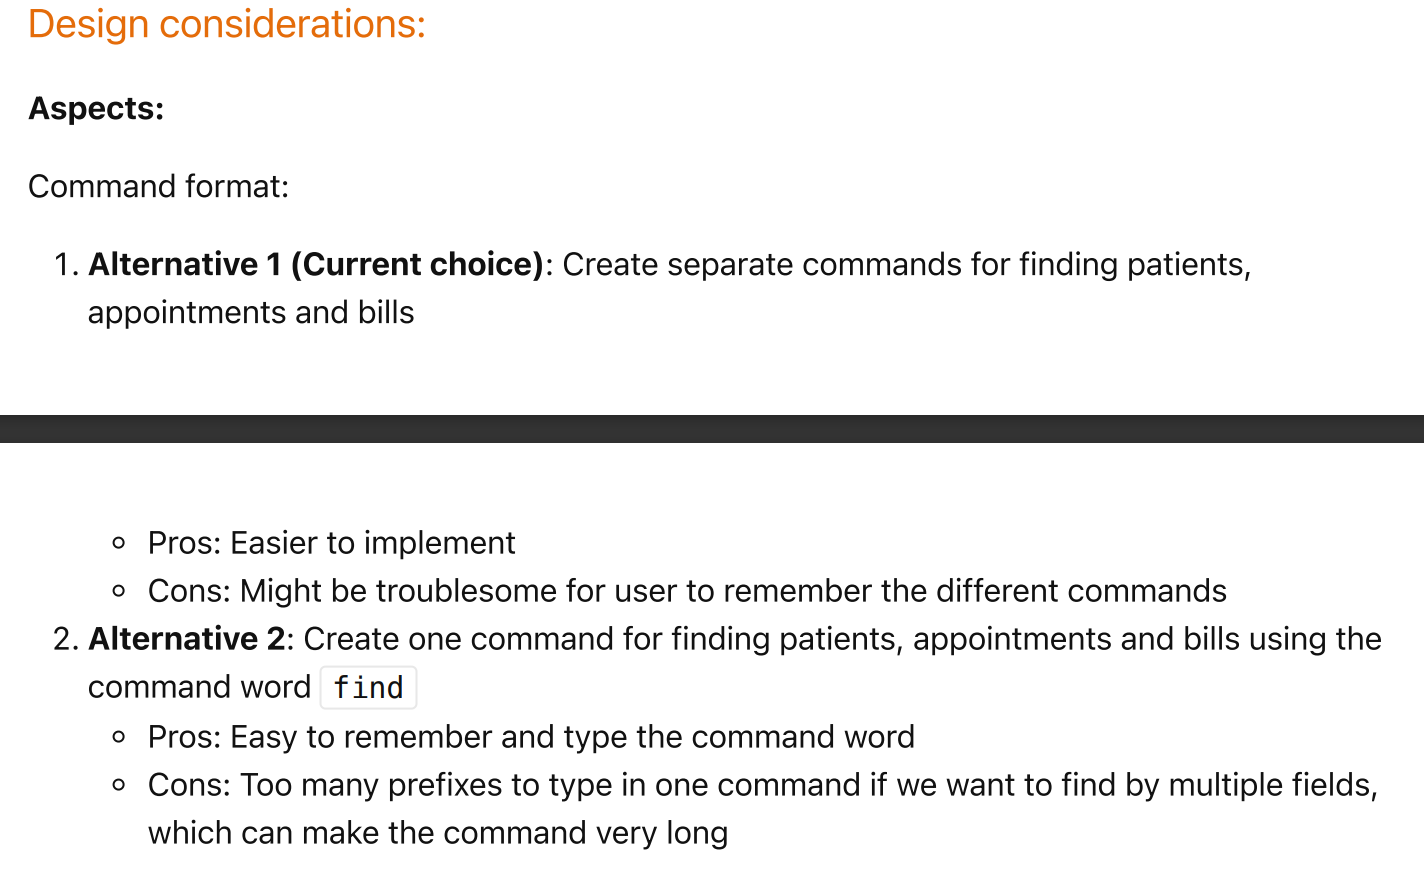 Design considerations:
Aspects:
Command format:
1. Alternative 1 (Current choice): Create separate commands for finding patients,
appointments and bills
Pros: Easier to implement
Cons: Might be troublesome for user to remember the different commands
2. Alternative 2: Create one command for finding patients, appointments and bills using the
command word find
Pros: Easy to remember and type the command word
Cons: Too many prefixes to type in one command if we want to find by multiple fields,
which can make the command very long